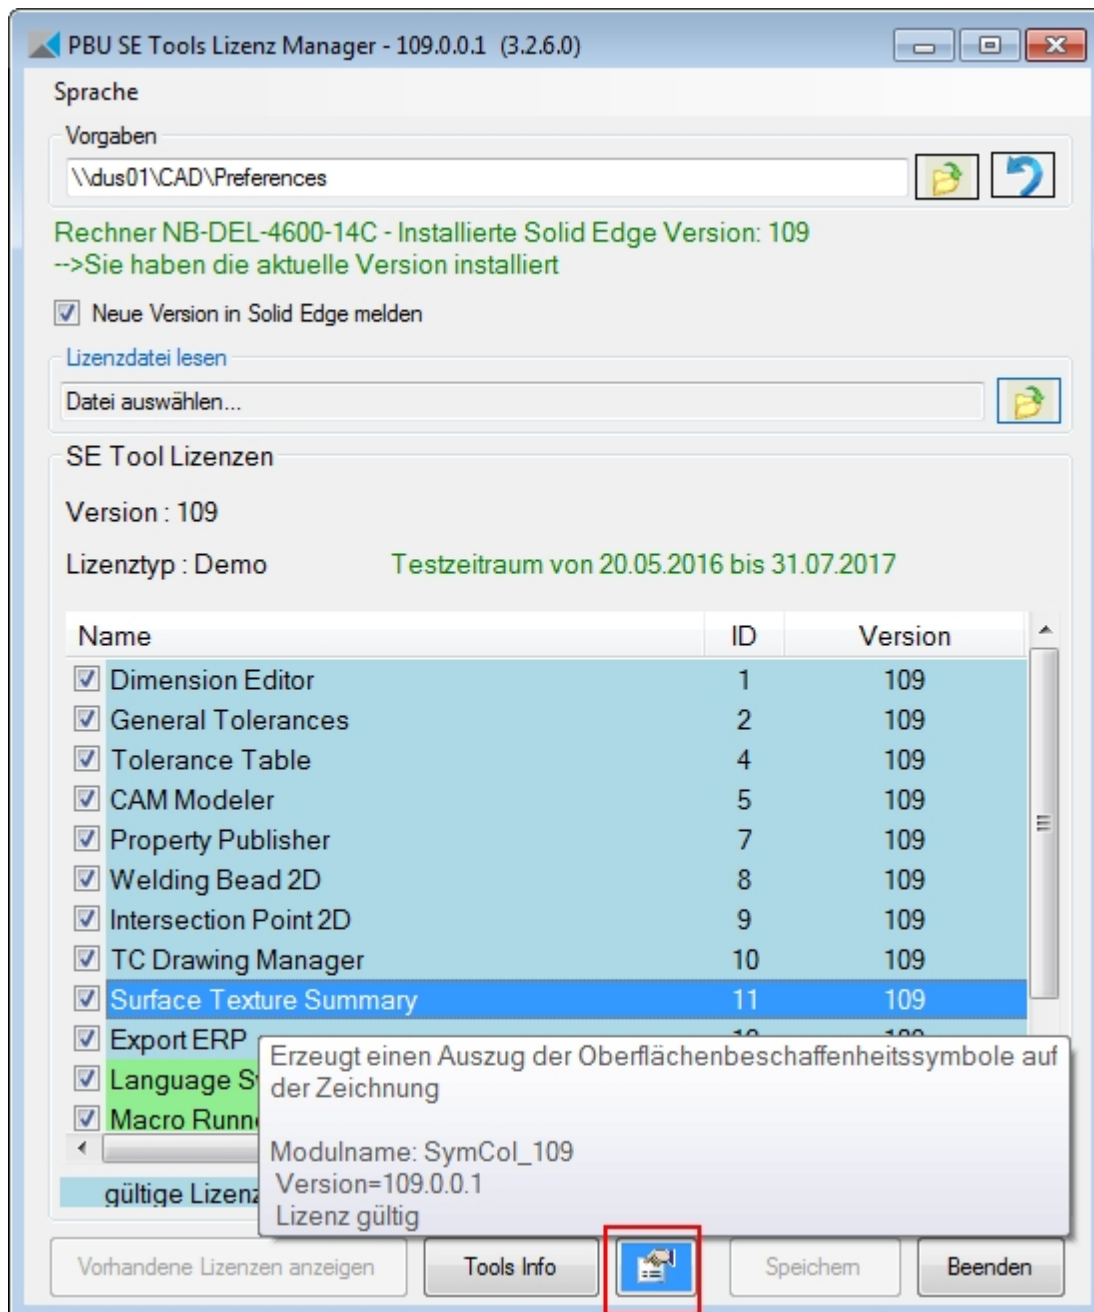 PBU SE Tools Lizenz Manager - 109.0.0.1 (3.2.6.0)
Sprache
Vorgaben
\\dus01\CAD\Preferences
Rechner NB-DEL-4600-14C - Installierte Solid Edge Version: 109
-->Sie haben die aktuelle Version installiert
Neue Version in Solid Edge melden
Lizenzdatei lesen
Datei auswählen...
SE Tool Lizenzen
Version : 109
Lizenztyp : Demo Testzeitraum von 20.05.2016 bis 31.07.2017
Name ID Version
Dimension Editor 1 109
General Tolerances 2 109
Tolerance Table 4 109
CAM Modeler 5 109
Property Publisher 7 109
Welding Bead 2D 8 109
Intersection Point 2D 9 109
TC Drawing Manager 10 109
Surface Texture Summary 11 109
Export ERP
Language
Macro
Erzeugt einen Auszug der Oberflächenbeschaffenheitssymbole auf
der Zeichnung
Modulname: SymCol_109
Version=109.0.0.1
Lizenz gültig
gültige Lizenz
Vorhandene Lizenzen anzeigen Tools Info Speichern Beenden